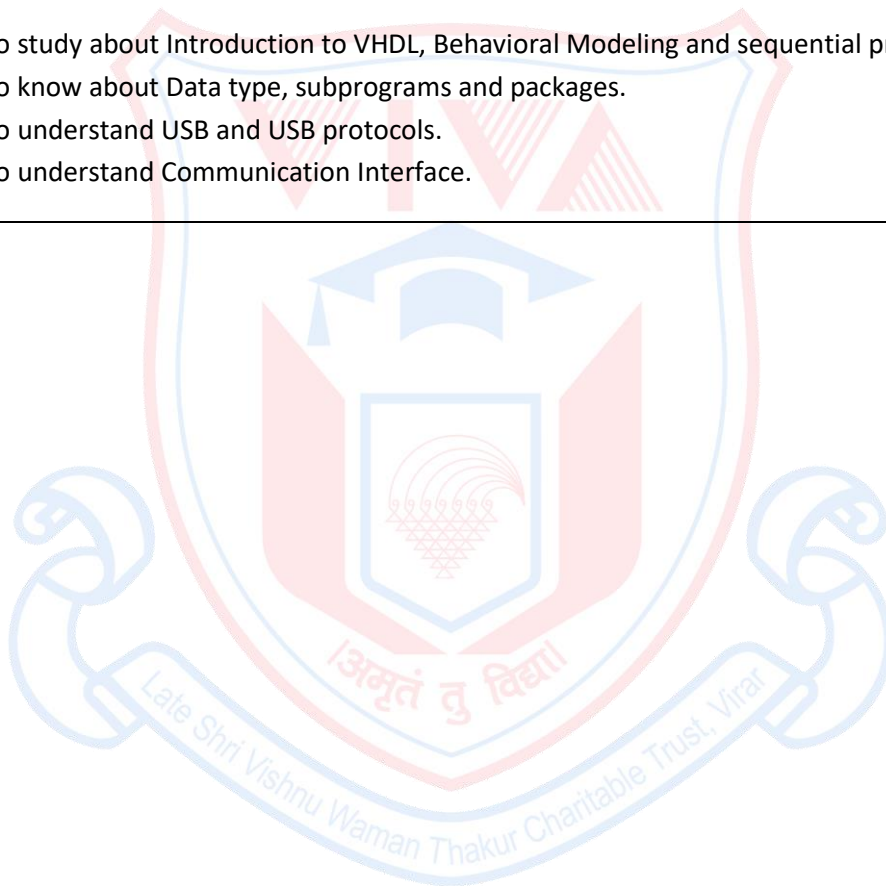 o study about Introduction to VHDL, Behavioral Modeling and sequential pr
o know about Data type, subprograms and packages.
o understand USB and USB protocols.
o understand Communication Interface.
VIVA
।अमृतं तु विद्या।
Late Shri Vishnu Waman Thakur Charitable Trust, Virar